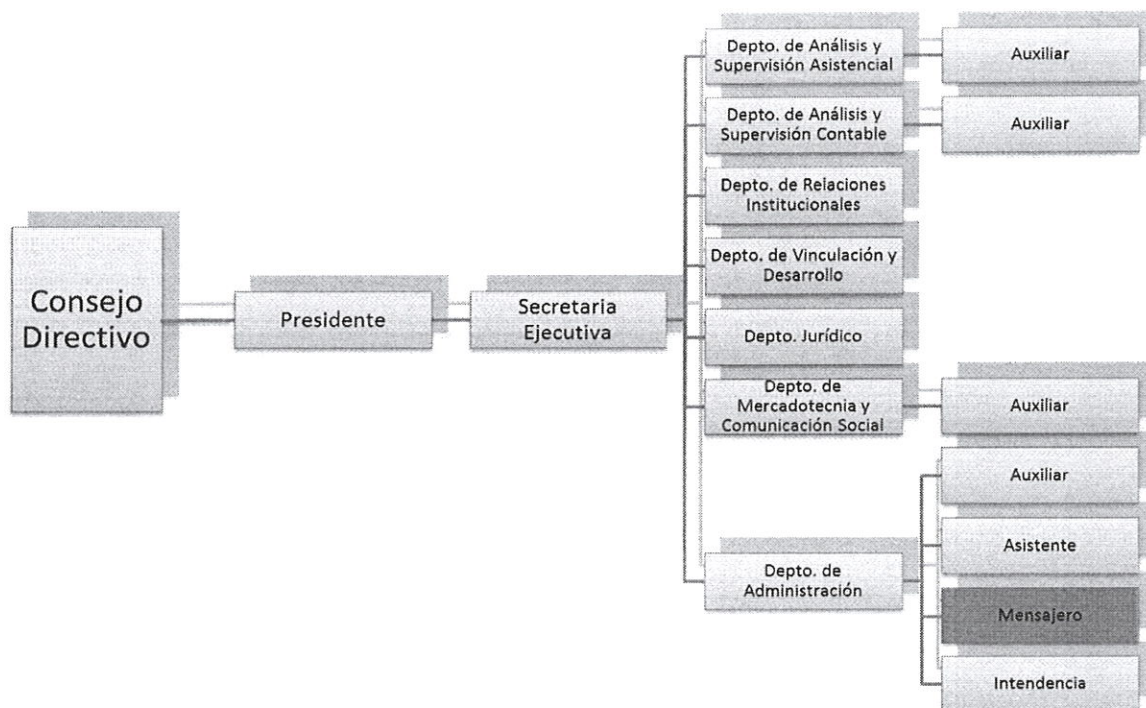 Consejo
Directivo
Presidente
Secretaria
Ejecutiva
Depto. de Análisis y
Supervisión Asistencial
Auxiliar
Depto. de Análisis y
Supervisión Contable
Auxiliar
Depto. de Relaciones
Institucionales
Depto. de Vinculación y
Desarrollo
Depto. Jurídico
Depto. de
Mercadotecnia y
Comunicación Social
Auxiliar
Depto. de
Administración
Auxiliar
Asistente
Mensajero
Intendencia